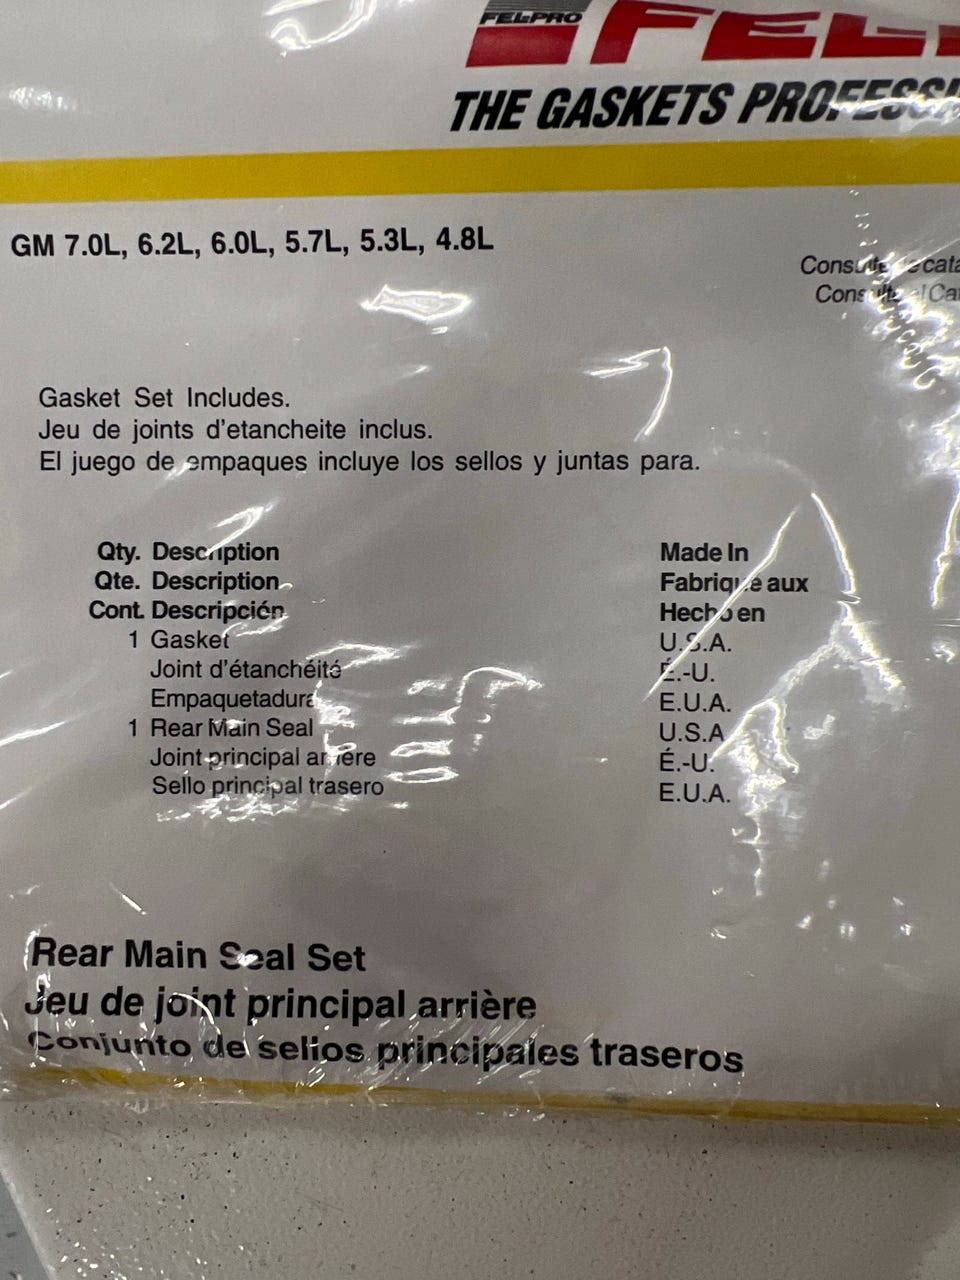 FELPRO
THE GASKETS
GM 7.0L, 6.2L, 6.0L, 5.7L, 5.3L, 4.8L
Gasket Set Includes.
Jeu de joints d'etancheite inclus.
El juego de empaques incluye los sellos y juntas para.
Qty. Description Made In
Qte. Description Fabrique aux
Cont. Descripción Hecho en
1 Gasket U.S.A.
Joint d'étanchéité É.-U.
Empaquetadura E.U.A.
1 Rear Main Seal U.S.A
Joint principal arrière É.-U.
Sello principal trasero E.U.A.
Rear Main Seal Set
Jeu de joint principal arrière
Conjunto de sellos principales traseros